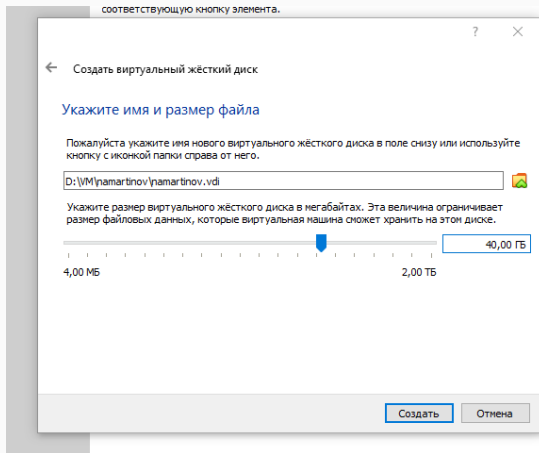 соответствующую кнопку элемента.
? ×
← Создать виртуальный жёсткий диск
Укажите имя и размер файла
Пожалуйста укажите имя нового виртуального жёсткого диска в поле снизу или используйте
кнопку с иконкой папки справа от него.
D:\VM\namartinov\namartinov.vdi
Укажите размер виртуального жёсткого диска в мегабайтах. Эта величина ограничивает
размер файловых данных, которые виртуальная машина сможет хранить на этом диске.
40,00 ГБ
4,00 МБ 2,00 ТБ
Создать Отмена